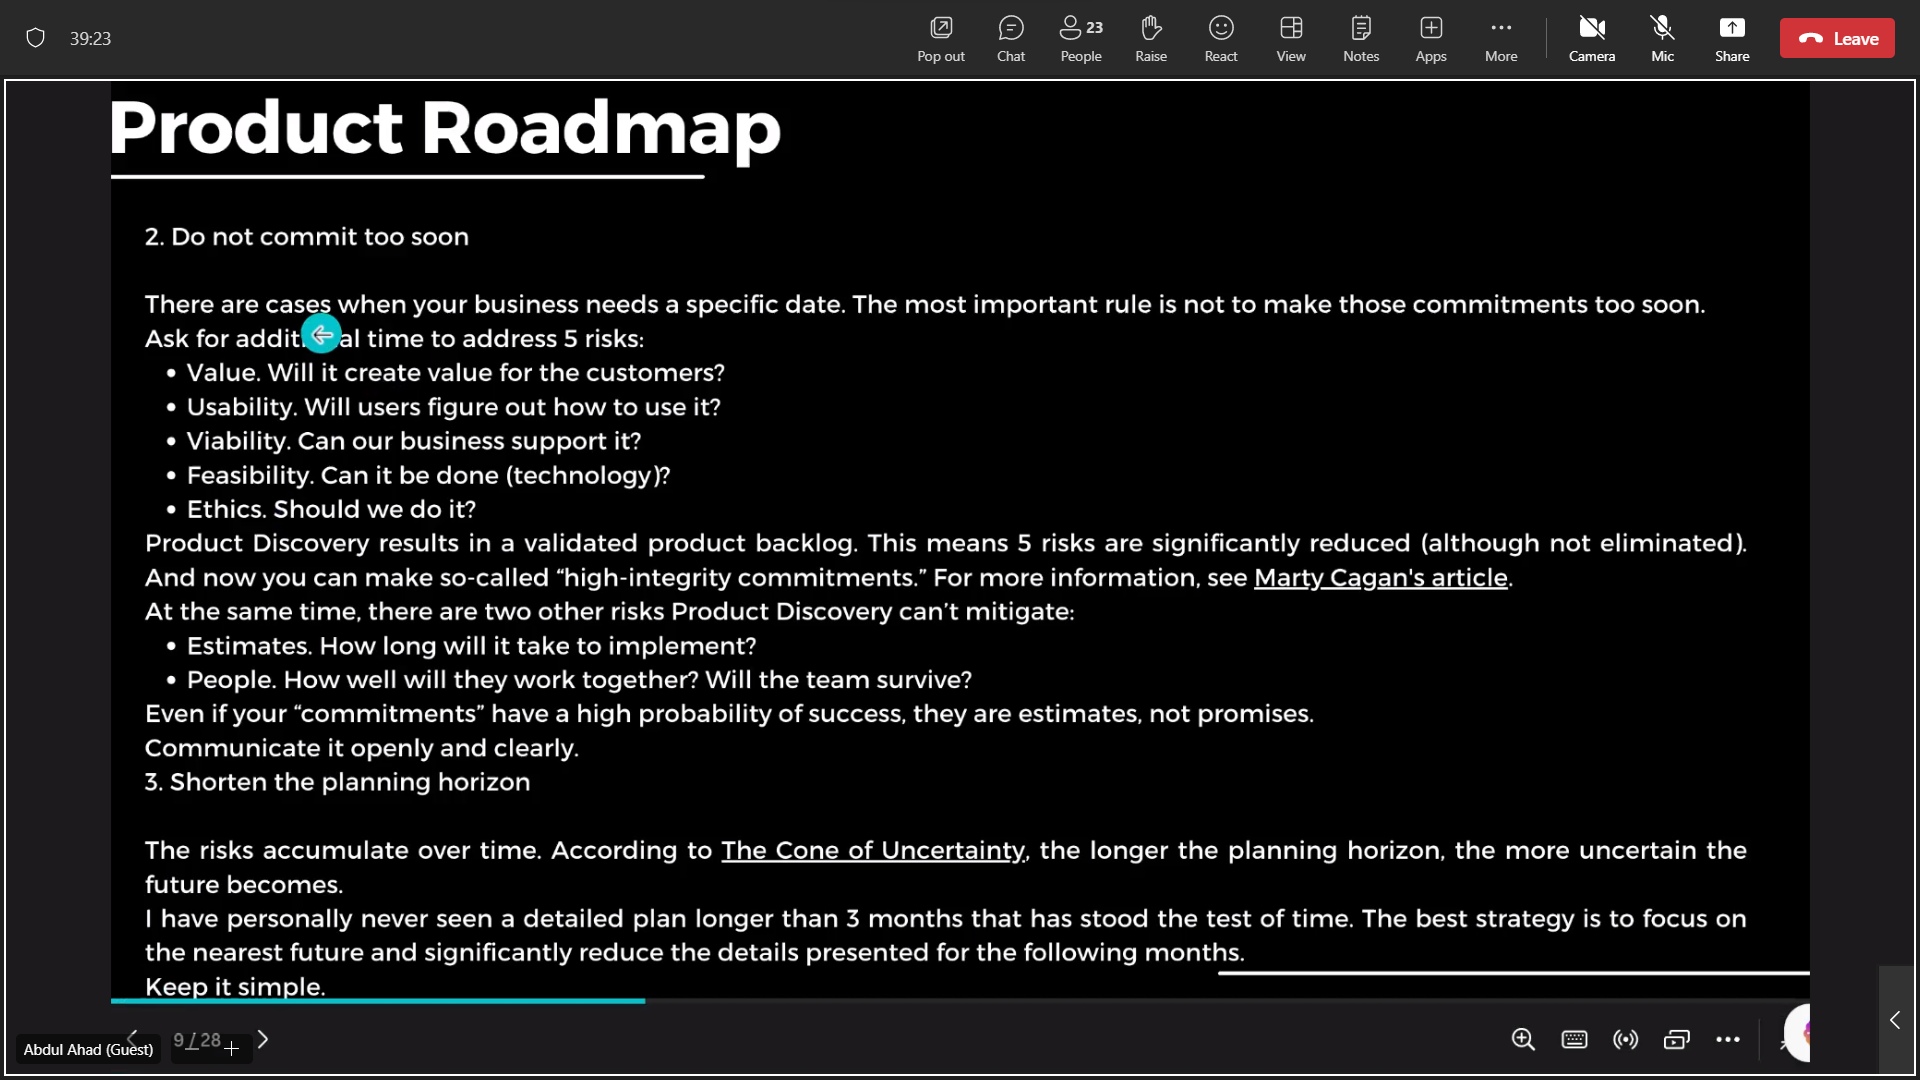 39:23
Pop out
Chat
23
People
Raise
React
View
Notes
Apps
More
Camera
Mic
Share
Leave
Product Roadmap
2. Do not commit too soon
There are cases when your business needs a specific date. The most important rule is not to make those commitments too soon.
Ask for addit al time to address 5 risks:
• Value. Will it create value for the customers?
• Usability. Will users figure out how to use it?
• Viability. Can our business support it?
• Feasibility. Can it be done (technology)?
• Ethics. Should we do it?
Product Discovery results in a validated product backlog. This means 5 risks are significantly reduced (although not eliminated).
And now you can make so-called “high-integrity commitments.” For more information, see Marty Cagan's article.
At the same time, there are two other risks Product Discovery can’t mitigate:
• Estimates. How long will it take to implement?
• People. How well will they work together? Will the team survive?
Even if your “commitments” have a high probability of success, they are estimates, not promises.
Communicate it openly and clearly.
3. Shorten the planning horizon
The risks accumulate over time. According to The Cone of Uncertainty, the longer the planning horizon, the more uncertain the
future becomes.
I have personally never seen a detailed plan longer than 3 months that has stood the test of time. The best strategy is to focus on
the nearest future and significantly reduce the details presented for the following months.
Keep it simple.
Abdul Ahad (Guest)
9 / 28